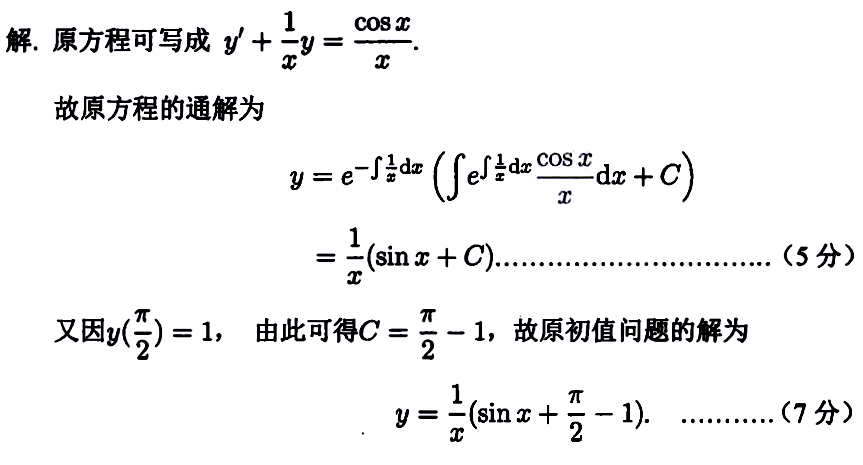 解. 原方程可写成 $y' + \frac{1}{x}y = \frac{\cos x}{x}$.
故原方程的通解为
$y = e^{-\int \frac{1}{x}\mathrm{d}x} \left( \int e^{\int \frac{1}{x}\mathrm{d}x} \frac{\cos x}{x} \mathrm{d}x + C \right)$
$= \frac{1}{x}(\sin x + C)$................................（5 分）
又因$y(\frac{\pi}{2}) = 1$， 由此可得$C = \frac{\pi}{2} - 1$，故原初值问题的解为
$y = \frac{1}{x}(\sin x + \frac{\pi}{2} - 1)$. ...........（7 分）